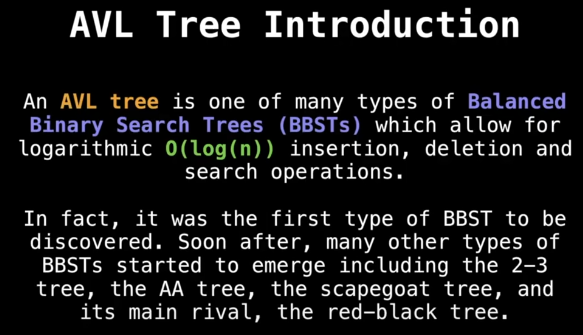 AVL Tree Introduction
An AVL tree is one of many types of Balanced
Binary Search Trees (BBSTs) which allow for
logarithmic O(log(n)) insertion, deletion and
search operations.
In fact, it was the first type of BBST to be
discovered. Soon after, many other types of
BBSTs started to emerge including the 2-3
tree, the AA tree, the scapegoat tree, and
its main rival, the red-black tree.